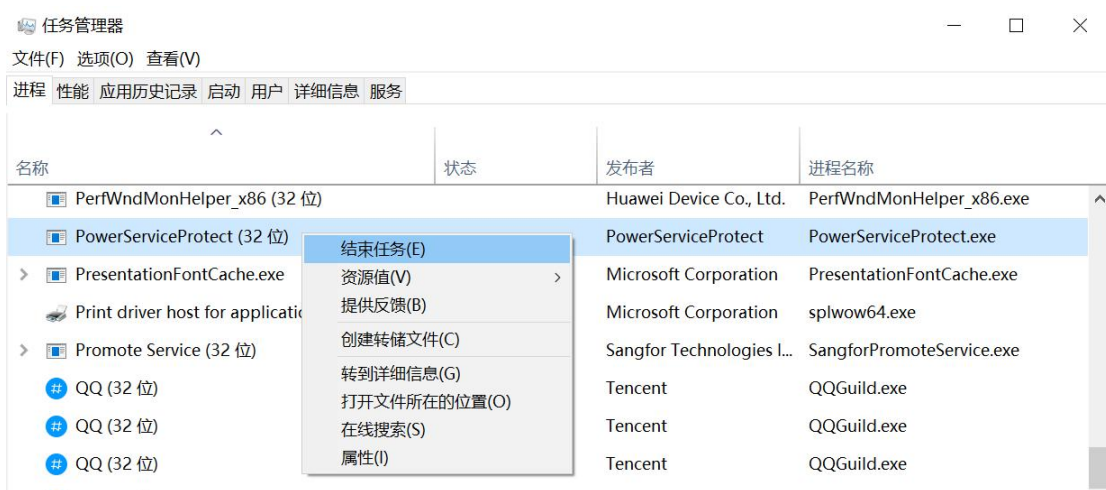 任务管理器
文件(F) 选项(O) 查看(V)
进程 性能 应用历史记录 启动 用户 详细信息 服务
名称 状态 发布者 进程名称
PerfWndMonHelper_x86 (32 位) Huawei Device Co., Ltd. PerfWndMonHelper_x86.exe
PowerServiceProtect (32 位) PowerServiceProtect PowerServiceProtect.exe
结束任务(E)
PresentationFontCache.exe Microsoft Corporation PresentationFontCache.exe
资源值(V)
提供反馈(B)
Print driver host for applicatio Microsoft Corporation splwow64.exe
创建转储文件(C)
Promote Service (32 位) Sangfor Technologies I... SangforPromoteService.exe
转到详细信息(G)
QQ (32 位) Tencent QQGuild.exe
打开文件所在的位置(O)
QQ (32 位) Tencent QQGuild.exe
在线搜索(S)
属性(I)
QQ (32 位) Tencent QQGuild.exe